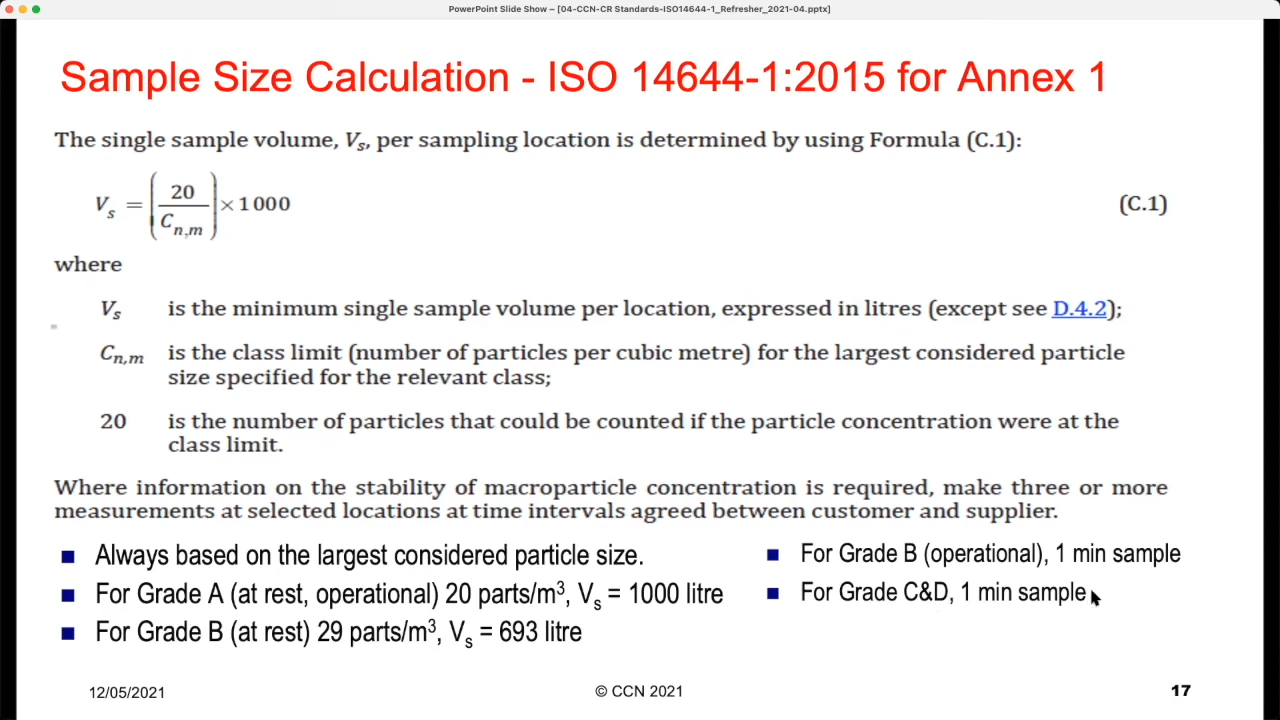 PowerPoint Slide Show – [04-CCN-CR Standards-ISO14644-1_Refresher_2021-04.pptx]
Sample Size Calculation - ISO 14644-1:2015 for Annex 1
The single sample volume, Vs, per sampling location is determined by using Formula (C.1):
Vs = (20 / Cn,m) × 1 000 (C.1)
where
Vs is the minimum single sample volume per location, expressed in litres (except see D.4.2);
Cn,m is the class limit (number of particles per cubic metre) for the largest considered particle
size specified for the relevant class;
20 is the number of particles that could be counted if the particle concentration were at the
class limit.
Where information on the stability of macroparticle concentration is required, make three or more
measurements at selected locations at time intervals agreed between customer and supplier.
■ Always based on the largest considered particle size.
■ For Grade A (at rest, operational) 20 parts/m³, Vs = 1000 litre
■ For Grade B (at rest) 29 parts/m³, Vs = 693 litre
■ For Grade B (operational), 1 min sample
■ For Grade C&D, 1 min sample
12/05/2021
© CCN 2021
17